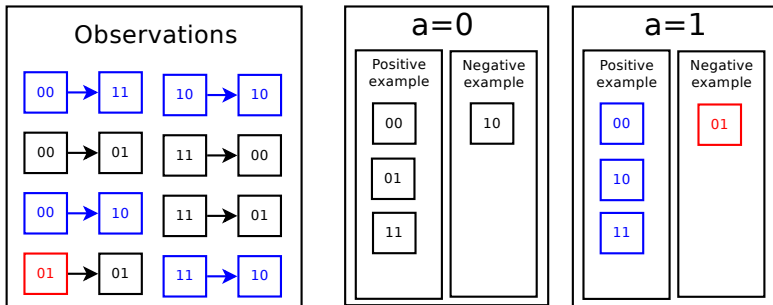 Observations
00 11 10 10
00 01 11 00
00 10 11 01
01 01 11 10
a=0
Positive example
Negative example
00 10
01
11
a=1
Positive example
Negative example
00 01
10
11